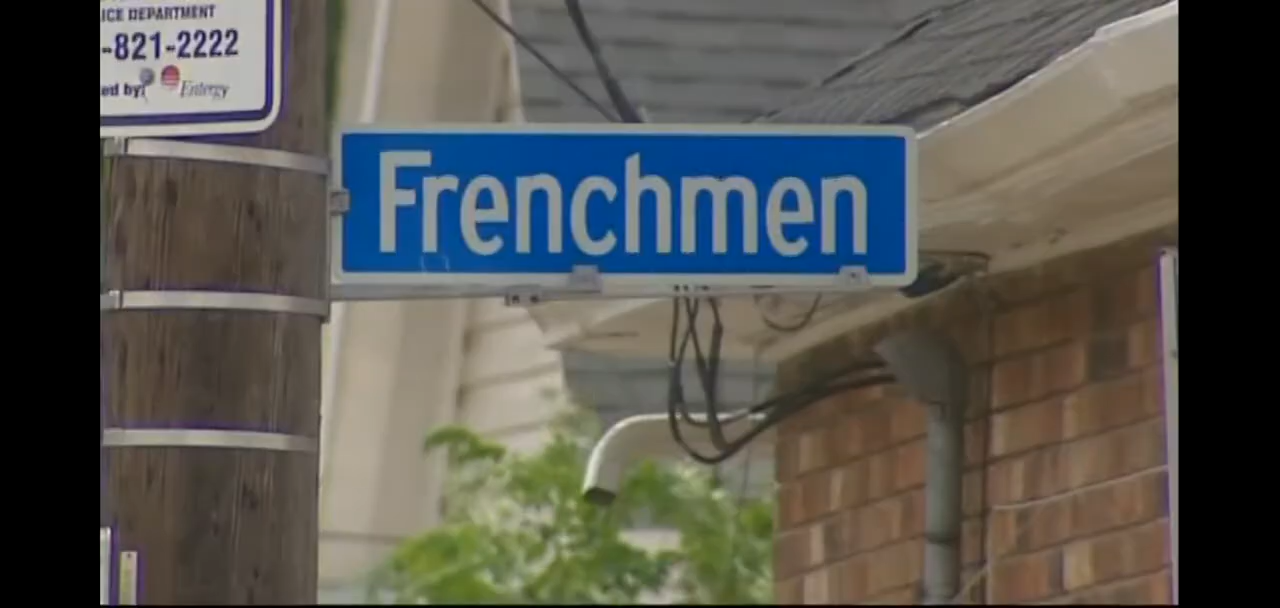 ICE DEPARTMENT
-821-2222
ed by:
Entergy
Frenchmen